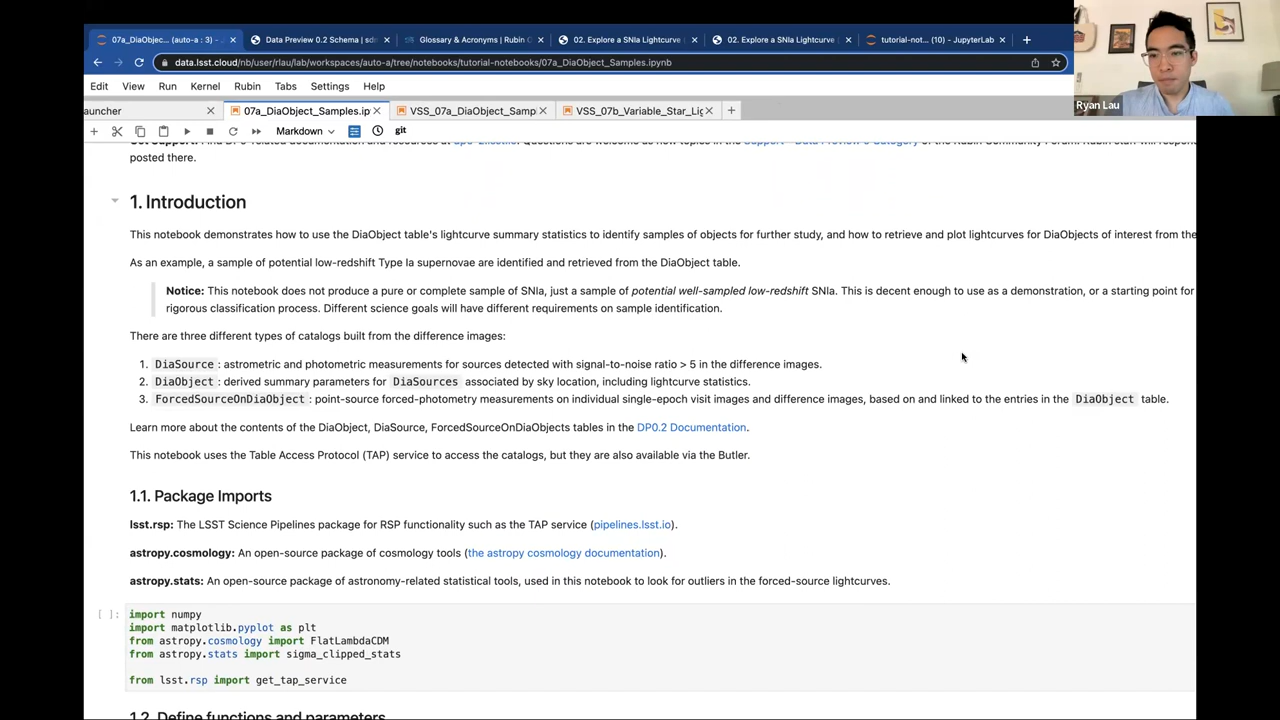 07a_DiaObjec... (auto-a : 3) -
Data Preview 0.2 Schema | sdm
Glossary & Acronyms | Rubin C
02. Explore a SNIa Lightcurve
02. Explore a SNIa Lightcurve
tutorial-not... (10) - JupyterLab
data.lsst.cloud/nb/user/rlau/lab/workspaces/auto-a/tree/notebooks/tutorial-notebooks/07a_DiaObject_Samples.ipynb
Edit View Run Kernel Rubin Tabs Settings Help
Ryan Lau
auncher
07a_DiaObject_Samples.ip
VSS_07a_DiaObject_Samp
VSS_07b_Variable_Star_Lig
Markdown
git
posted there.
1. Introduction
This notebook demonstrates how to use the DiaObject table's lightcurve summary statistics to identify samples of objects for further study, and how to retrieve and plot lightcurves for DiaObjects of interest from the
As an example, a sample of potential low-redshift Type Ia supernovae are identified and retrieved from the DiaObject table.
Notice: This notebook does not produce a pure or complete sample of SNIa, just a sample of potential well-sampled low-redshift SNIa. This is decent enough to use as a demonstration, or a starting point for
rigorous classification process. Different science goals will have different requirements on sample identification.
There are three different types of catalogs built from the difference images:
1. DiaSource : astrometric and photometric measurements for sources detected with signal-to-noise ratio > 5 in the difference images.
2. DiaObject : derived summary parameters for DiaSources associated by sky location, including lightcurve statistics.
3. ForcedSourceOnDiaObject : point-source forced-photometry measurements on individual single-epoch visit images and difference images, based on and linked to the entries in the DiaObject table.
Learn more about the contents of the DiaObject, DiaSource, ForcedSourceOnDiaObjects tables in the DP0.2 Documentation.
This notebook uses the Table Access Protocol (TAP) service to access the catalogs, but they are also available via the Butler.
1.1. Package Imports
lsst.rsp: The LSST Science Pipelines package for RSP functionality such as the TAP service (pipelines.lsst.io).
astropy.cosmology: An open-source package of cosmology tools (the astropy cosmology documentation).
astropy.stats: An open-source package of astronomy-related statistical tools, used in this notebook to look for outliers in the forced-source lightcurves.
[ ]: import numpy
import matplotlib.pyplot as plt
from astropy.cosmology import FlatLambdaCDM
from astropy.stats import sigma_clipped_stats
from lsst.rsp import get_tap_service
1.2. Define functions and parameters